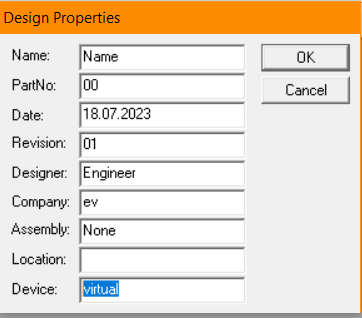 Design Properties
Name: Name
OK
PartNo: 00
Cancel
Date: 18.07.2023
Revision: 01
Designer: Engineer
Company: ev
Assembly: None
Location:
Device: virtual